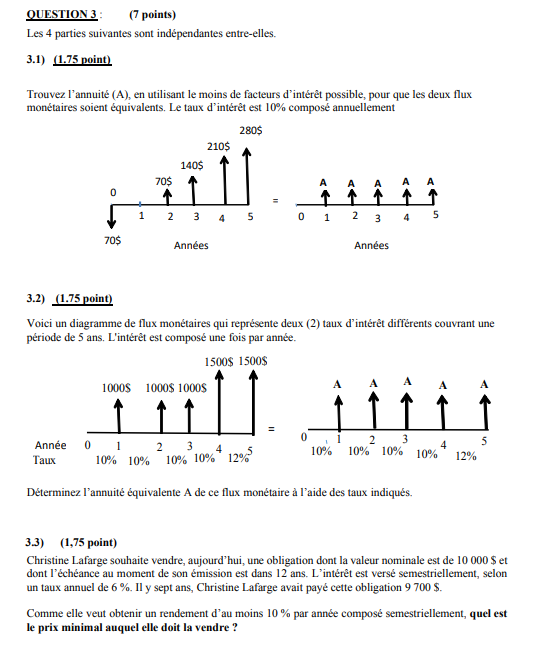 QUESTION 3 : (7 points)
Les 4 parties suivantes sont indépendantes entre-elles.
3.1) (1.75 point)
Trouvez l'annuité (A), en utilisant le moins de facteurs d'intérêt possible, pour que les deux flux
monétaires soient équivalents. Le taux d'intérêt est 10% composé annuellement
280$
210$
140$
70$
0
A A A A A
=
1 2 3 4 5
0 1 2 3 4 5
70$
Années
Années
3.2) (1.75 point)
Voici un diagramme de flux monétaires qui représente deux (2) taux d'intérêt différents couvrant une
période de 5 ans. L'intérêt est composé une fois par année.
1500$ 1500$
1000$ 1000$ 1000$
A A A A A
=
Année 0 1 2 3 4 5
Taux 10% 10% 10% 10% 12%
0 1 2 3 4 5
10% 10% 10% 10% 12%
Déterminez l'annuité équivalente A de ce flux monétaire à l'aide des taux indiqués.
3.3) (1,75 point)
Christine Lafarge souhaite vendre, aujourd'hui, une obligation dont la valeur nominale est de 10 000 $ et
dont l'échéance au moment de son émission est dans 12 ans. L'intérêt est versé semestriellement, selon
un taux annuel de 6 %. Il y sept ans, Christine Lafarge avait payé cette obligation 9 700 $.
Comme elle veut obtenir un rendement d'au moins 10 % par année composé semestriellement, quel est
le prix minimal auquel elle doit la vendre ?